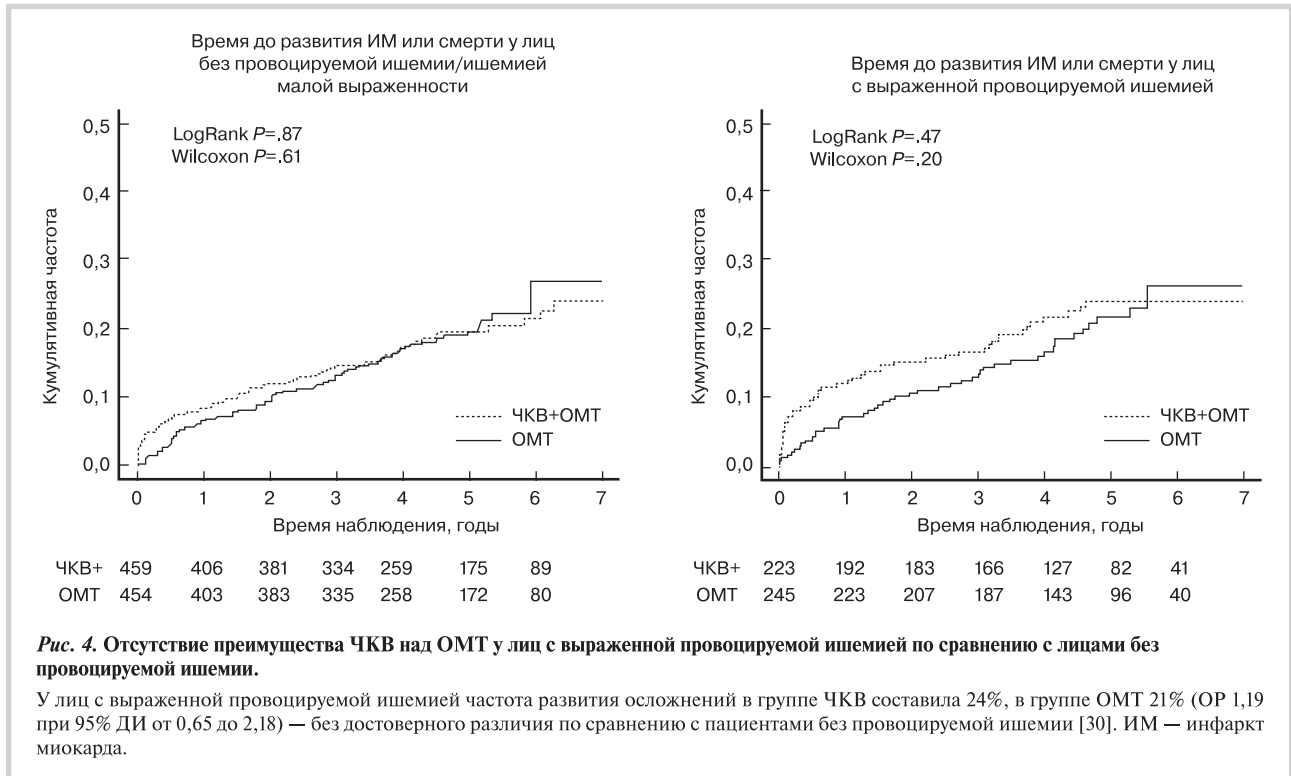 Время до развития ИМ или смерти у лиц
без провоцируемой ишемии/ишемией
малой выраженности
LogRank P=.87
Wilcoxon P=.61
Кумулятивная частота
0,5
0,4
0,3
0,2
0,1
0,0
ЧКВ+ОМТ
ОМТ
0 1 2 3 4 5 6 7
Время наблюдения, годы
ЧКВ+ 459 406 381 334 259 175 89
ОМТ 454 403 383 335 258 172 80
Время до развития ИМ или смерти у лиц
с выраженной провоцируемой ишемией
LogRank P=.47
Wilcoxon P=.20
Кумулятивная частота
0,5
0,4
0,3
0,2
0,1
0,0
ЧКВ+ОМТ
ОМТ
0 1 2 3 4 5 6 7
Время наблюдения, годы
ЧКВ+ 223 192 183 166 127 82 41
ОМТ 245 223 207 187 143 96 40
Рис. 4. Отсутствие преимущества ЧКВ над ОМТ у лиц с выраженной провоцируемой ишемией по сравнению с лицами без
провоцируемой ишемии.
У лиц с выраженной провоцируемой ишемией частота развития осложнений в группе ЧКВ составила 24%, в группе ОМТ 21% (ОР 1,19
при 95% ДИ от 0,65 до 2,18) — без достоверного различия по сравнению с пациентами без провоцируемой ишемии [30]. ИМ — инфаркт
миокарда.